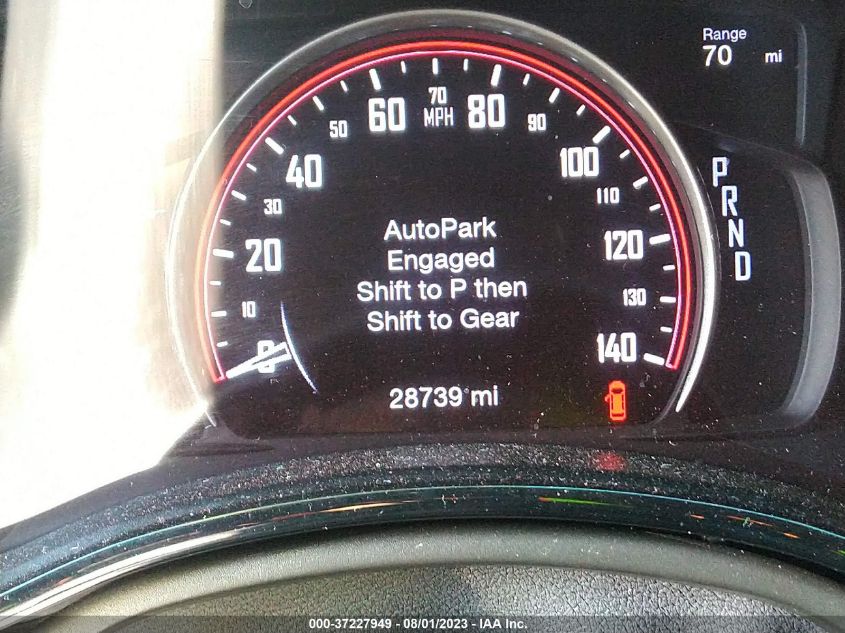 Range
70 mi
0
10
20
30
40
50
60
70
MPH
80
90
100
110
120
130
140
P
R
N
D
AutoPark
Engaged
Shift to P then
Shift to Gear
28739 mi
000-37227949 - 08/01/2023 - IAA Inc.